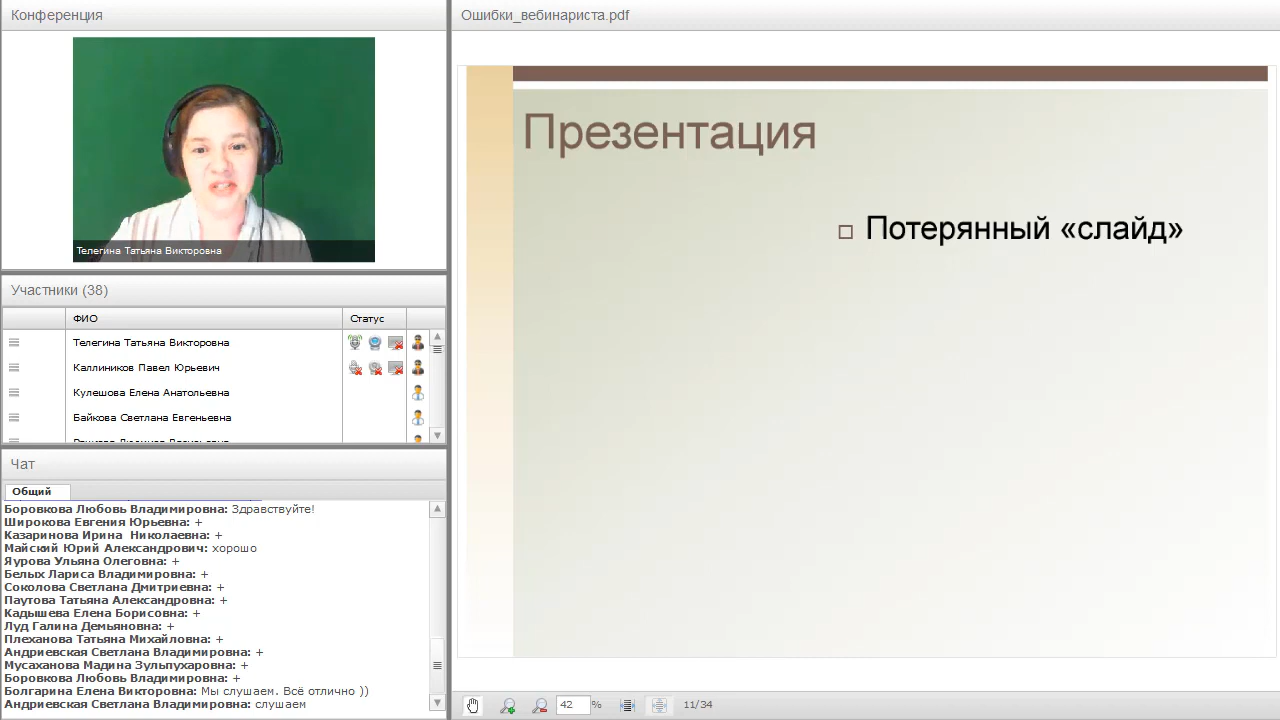 Конференция
Телегина Татьяна Викторовна
Участники (38)
ФИО Статус
Телегина Татьяна Викторовна
Каллиников Павел Юрьевич
Кулешова Елена Анатольевна
Байкова Светлана Евгеньевна
Чат
Общий
Боровкова Любовь Владимировна: Здравствуйте!
Широкова Евгения Юрьевна: +
Казаринова Ирина  Николаевна: +
Майский Юрий Александрович: хорошо
Яурова Ульяна Олеговна: +
Белых Лариса Владимировна: +
Соколова Светлана Дмитриевна: +
Паутова Татьяна Александровна: +
Кадышева Елена Борисовна: +
Луд Галина Демьяновна: +
Плеханова Татьяна Михайловна: +
Андриевская Светлана Владимировна: +
Мусаханова Мадина Зульпухаровна: +
Боровкова Любовь Владимировна: +
Болгарина Елена Викторовна: Мы слушаем. Всё отлично ))
Андриевская Светлана Владимировна: слушаем
Ошибки_вебинариста.pdf
Презентация
Потерянный «слайд»
42 % 11/34